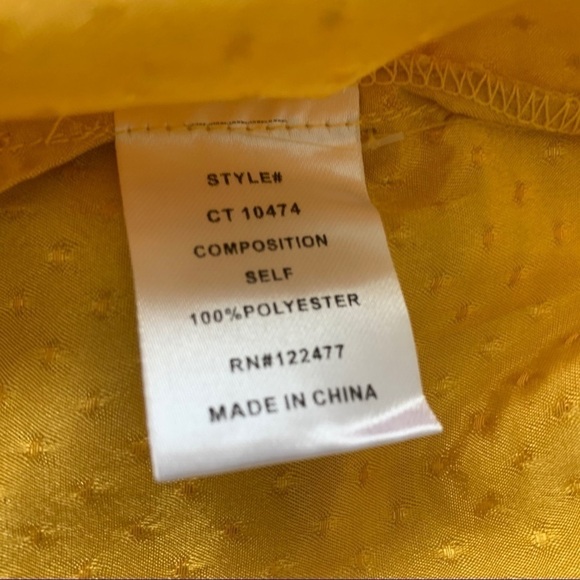 STYLE#
CT 10474
COMPOSITION
SELF
100%POLYESTER
RN#122477
MADE IN CHINA